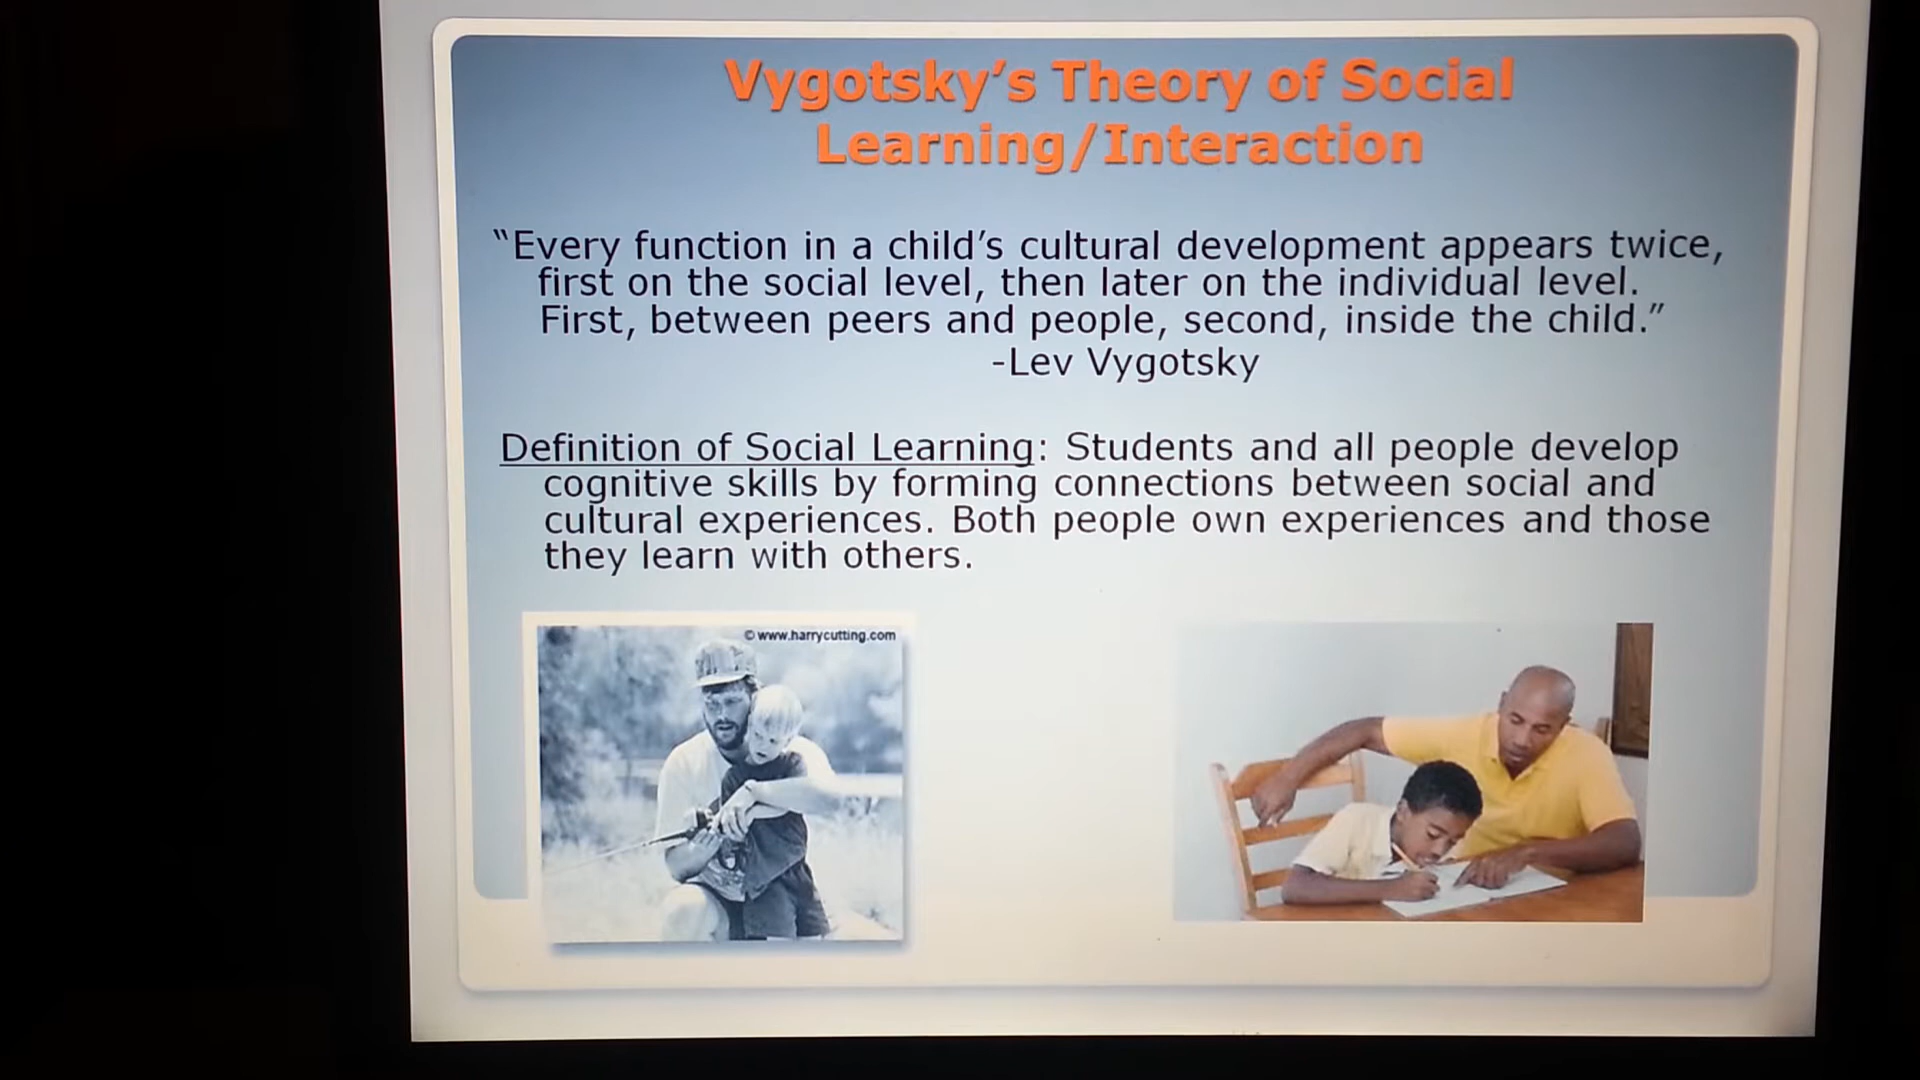 Vygotsky’s Theory of Social
Learning/Interaction
“Every function in a child’s cultural development appears twice,
first on the social level, then later on the individual level.
First, between peers and people, second, inside the child.”
-Lev Vygotsky
Definition of Social Learning: Students and all people develop
cognitive skills by forming connections between social and
cultural experiences. Both people own experiences and those
they learn with others.
© www.harrycutting.com